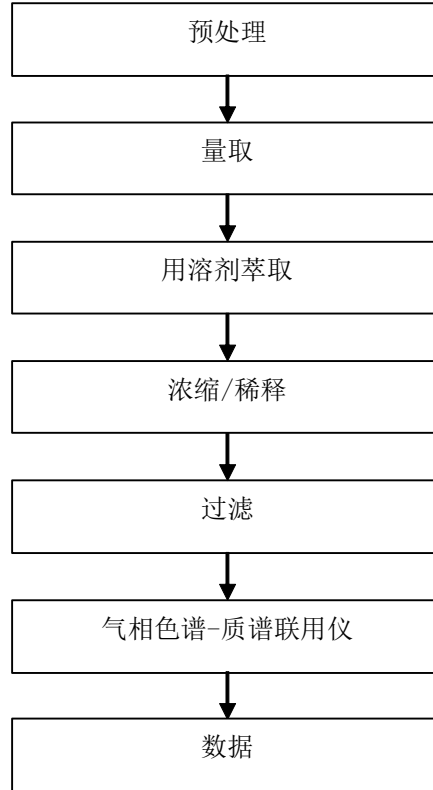 预处理
量取
用溶剂萃取
浓缩/稀释
过滤
气相色谱-质谱联用仪
数据